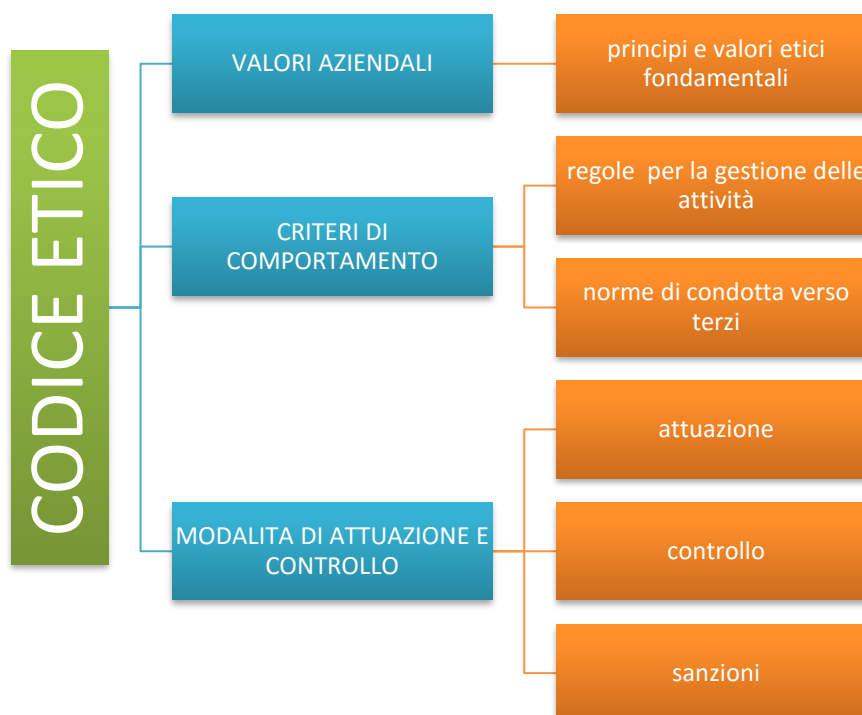 CODICE ETICO
VALORI AZIENDALI
principi e valori etici
fondamentali
CRITERI DI
COMPORTAMENTO
regole  per la gestione delle
attività
norme di condotta verso
terzi
MODALITA DI ATTUAZIONE E
CONTROLLO
attuazione
controllo
sanzioni